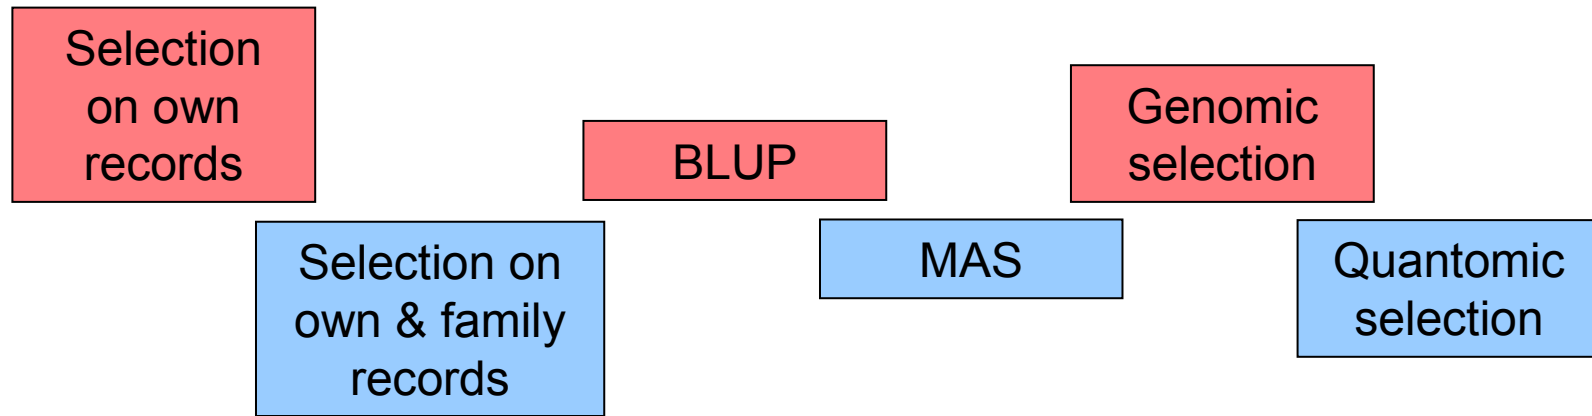 Selection
on own
records
Selection on
own & family
records
BLUP
MAS
Genomic
selection
Quantomic
selection